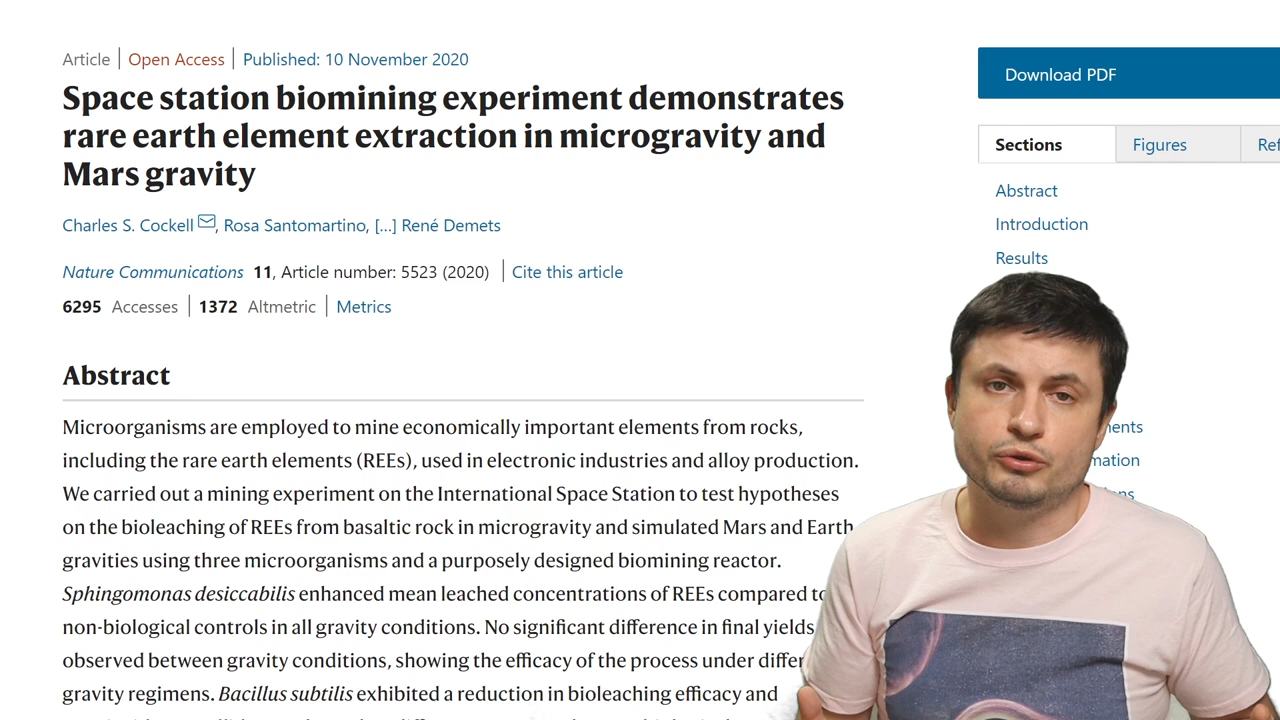 Article | Open Access | Published: 10 November 2020
Space station biomining experiment demonstrates
rare earth element extraction in microgravity and
Mars gravity
Charles S. Cockell, Rosa Santomartino, [...] René Demets
Nature Communications 11, Article number: 5523 (2020) | Cite this article
6295 Accesses | 1372 Altmetric | Metrics
Abstract
Microorganisms are employed to mine economically important elements from rocks,
including the rare earth elements (REEs), used in electronic industries and alloy production.
We carried out a mining experiment on the International Space Station to test hypotheses
on the bioleaching of REEs from basaltic rock in microgravity and simulated Mars and Earth
gravities using three microorganisms and a purposely designed biomining reactor.
Sphingomonas desiccabilis enhanced mean leached concentrations of REEs compared
non-biological controls in all gravity conditions. No significant difference in final yields
observed between gravity conditions, showing the efficacy of the process under
gravity regimens. Bacillus subtilis exhibited a reduction in bioleaching efficacy and
Download PDF
Sections
Figures
Abstract
Introduction
Results